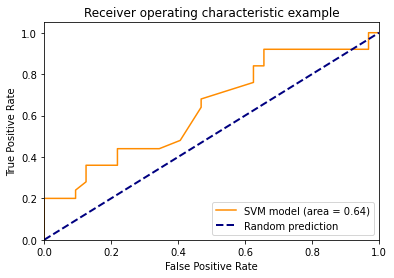 Receiver operating characteristic example
True Positive Rate
1.0
0.8
0.6
0.4
0.2
0.0
SVM model (area = 0.64)
Random prediction
0.0 0.2 0.4 0.6 0.8 1.0
False Positive Rate